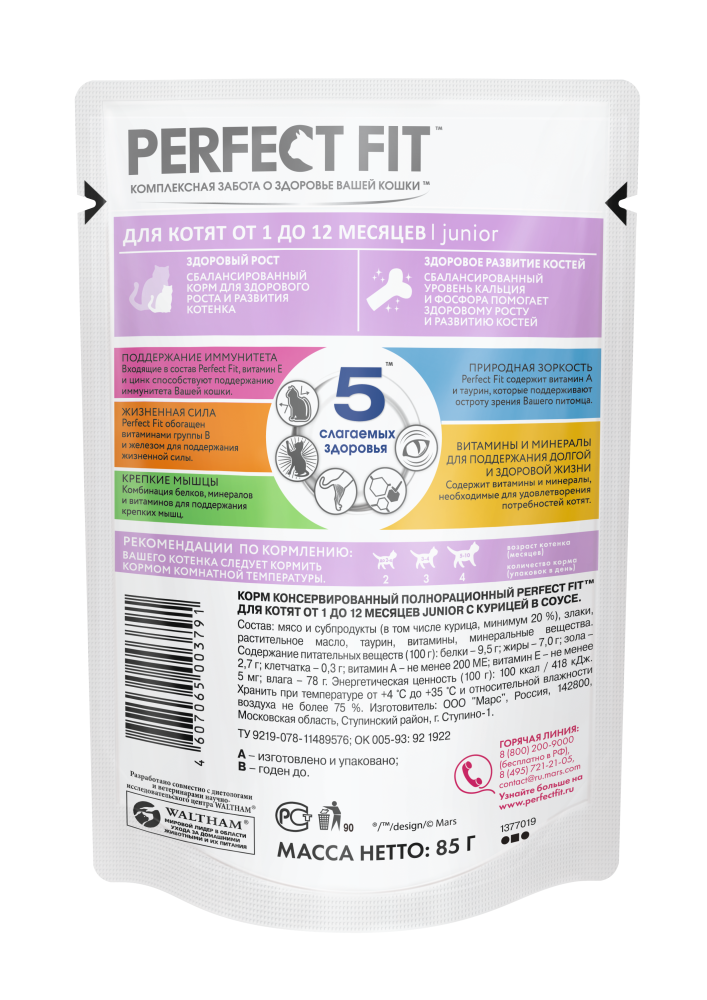 PERFECT FIT™
КОМПЛЕКСНАЯ ЗАБОТА О ЗДОРОВЬЕ ВАШЕЙ КОШКИ™
ДЛЯ КОТЯТ ОТ 1 ДО 12 МЕСЯЦЕВ | junior
ЗДОРОВЫЙ РОСТ
СБАЛАНСИРОВАННЫЙ
КОРМ ДЛЯ ЗДОРОВОГО
РОСТА И РАЗВИТИЯ
КОТЕНКА
ЗДОРОВОЕ РАЗВИТИЕ КОСТЕЙ
СБАЛАНСИРОВАННЫЙ
УРОВЕНЬ КАЛЬЦИЯ
И ФОСФОРА ПОМОГАЕТ
ЗДОРОВОМУ РОСТУ
И РАЗВИТИЮ КОСТЕЙ
ПОДДЕРЖАНИЕ ИММУНИТЕТА
Входящие в состав Perfect Fit, витамин Е
и цинк способствуют поддержанию
иммунитета Вашей кошки.
ЖИЗНЕННАЯ СИЛА
Perfect Fit обогащен
витаминами группы В
и железом для поддержания
жизненной силы.
КРЕПКИЕ МЫШЦЫ
Комбинация белков, минералов
и витаминов для поддержания
крепких мышц.
5™
слагаемых
здоровья
ПРИРОДНАЯ ЗОРКОСТЬ
Perfect Fit содержит витамин А
и таурин, которые поддерживают
остроту зрения Вашего питомца.
ВИТАМИНЫ И МИНЕРАЛЫ
ДЛЯ ПОДДЕРЖАНИЯ ДОЛГОЙ
И ЗДОРОВОЙ ЖИЗНИ
Содержит витамины и минералы,
необходимые для удовлетворения
потребностей котят.
РЕКОМЕНДАЦИИ ПО КОРМЛЕНИЮ:
ВАШЕГО КОТЕНКА СЛЕДУЕТ КОРМИТЬ
КОРМОМ КОМНАТНОЙ ТЕМПЕРАТУРЫ.
возраст котенка
(месяцев)
2 3 4
количество корма
(упаковок в день)
КОРМ КОНСЕРВИРОВАННЫЙ ПОЛНОРАЦИОННЫЙ PERFECT FIT™
ДЛЯ КОТЯТ ОТ 1 ДО 12 МЕСЯЦЕВ JUNIOR С КУРИЦЕЙ В СОУСЕ.
Состав: мясо и субпродукты (в том числе курица, минимум 20 %), злаки,
растительное масло, таурин, витамины, минеральные вещества.
Содержание питательных веществ (100 г): белки – 9,5 г; жиры – 7,0 г; зола –
2,7 г; клетчатка – 0,3 г; витамин А – не менее 200 МЕ; витамин Е – не менее
5 мг; влага – 78 г. Энергетическая ценность (100 г): 100 ккал / 418 кДж.
Хранить при температуре от +4 °C до +35 °C и относительной влажности
воздуха не более 75 %. Изготовитель: ООО "Марс", Россия, 142800,
Московская область, Ступинский район, г. Ступино-1.
ТУ 9219-078-11489576; ОК 005-93: 92 1922
А – изготовлено и упаковано;
В – годен до.
4 607065 003791
Разработано совместно с диетологами
и ветеринарами научно-
исследовательского центра WALTHAM®
WALTHAM®
МИРОВОЙ ЛИДЕР В ОБЛАСТИ
УХОДА ЗА ДОМАШНИМИ
ЖИВОТНЫМИ И ИХ ПИТАНИЯ
ГОРЯЧАЯ ЛИНИЯ:
8 (800) 200-9000
(бесплатно в РФ),
8 (495) 721-21-05,
contact@ru.mars.com
Узнайте больше на
www.perfectfit.ru
РСТ
90
®/™/design/© Mars
1377019
МАССА НЕТТО: 85 Г